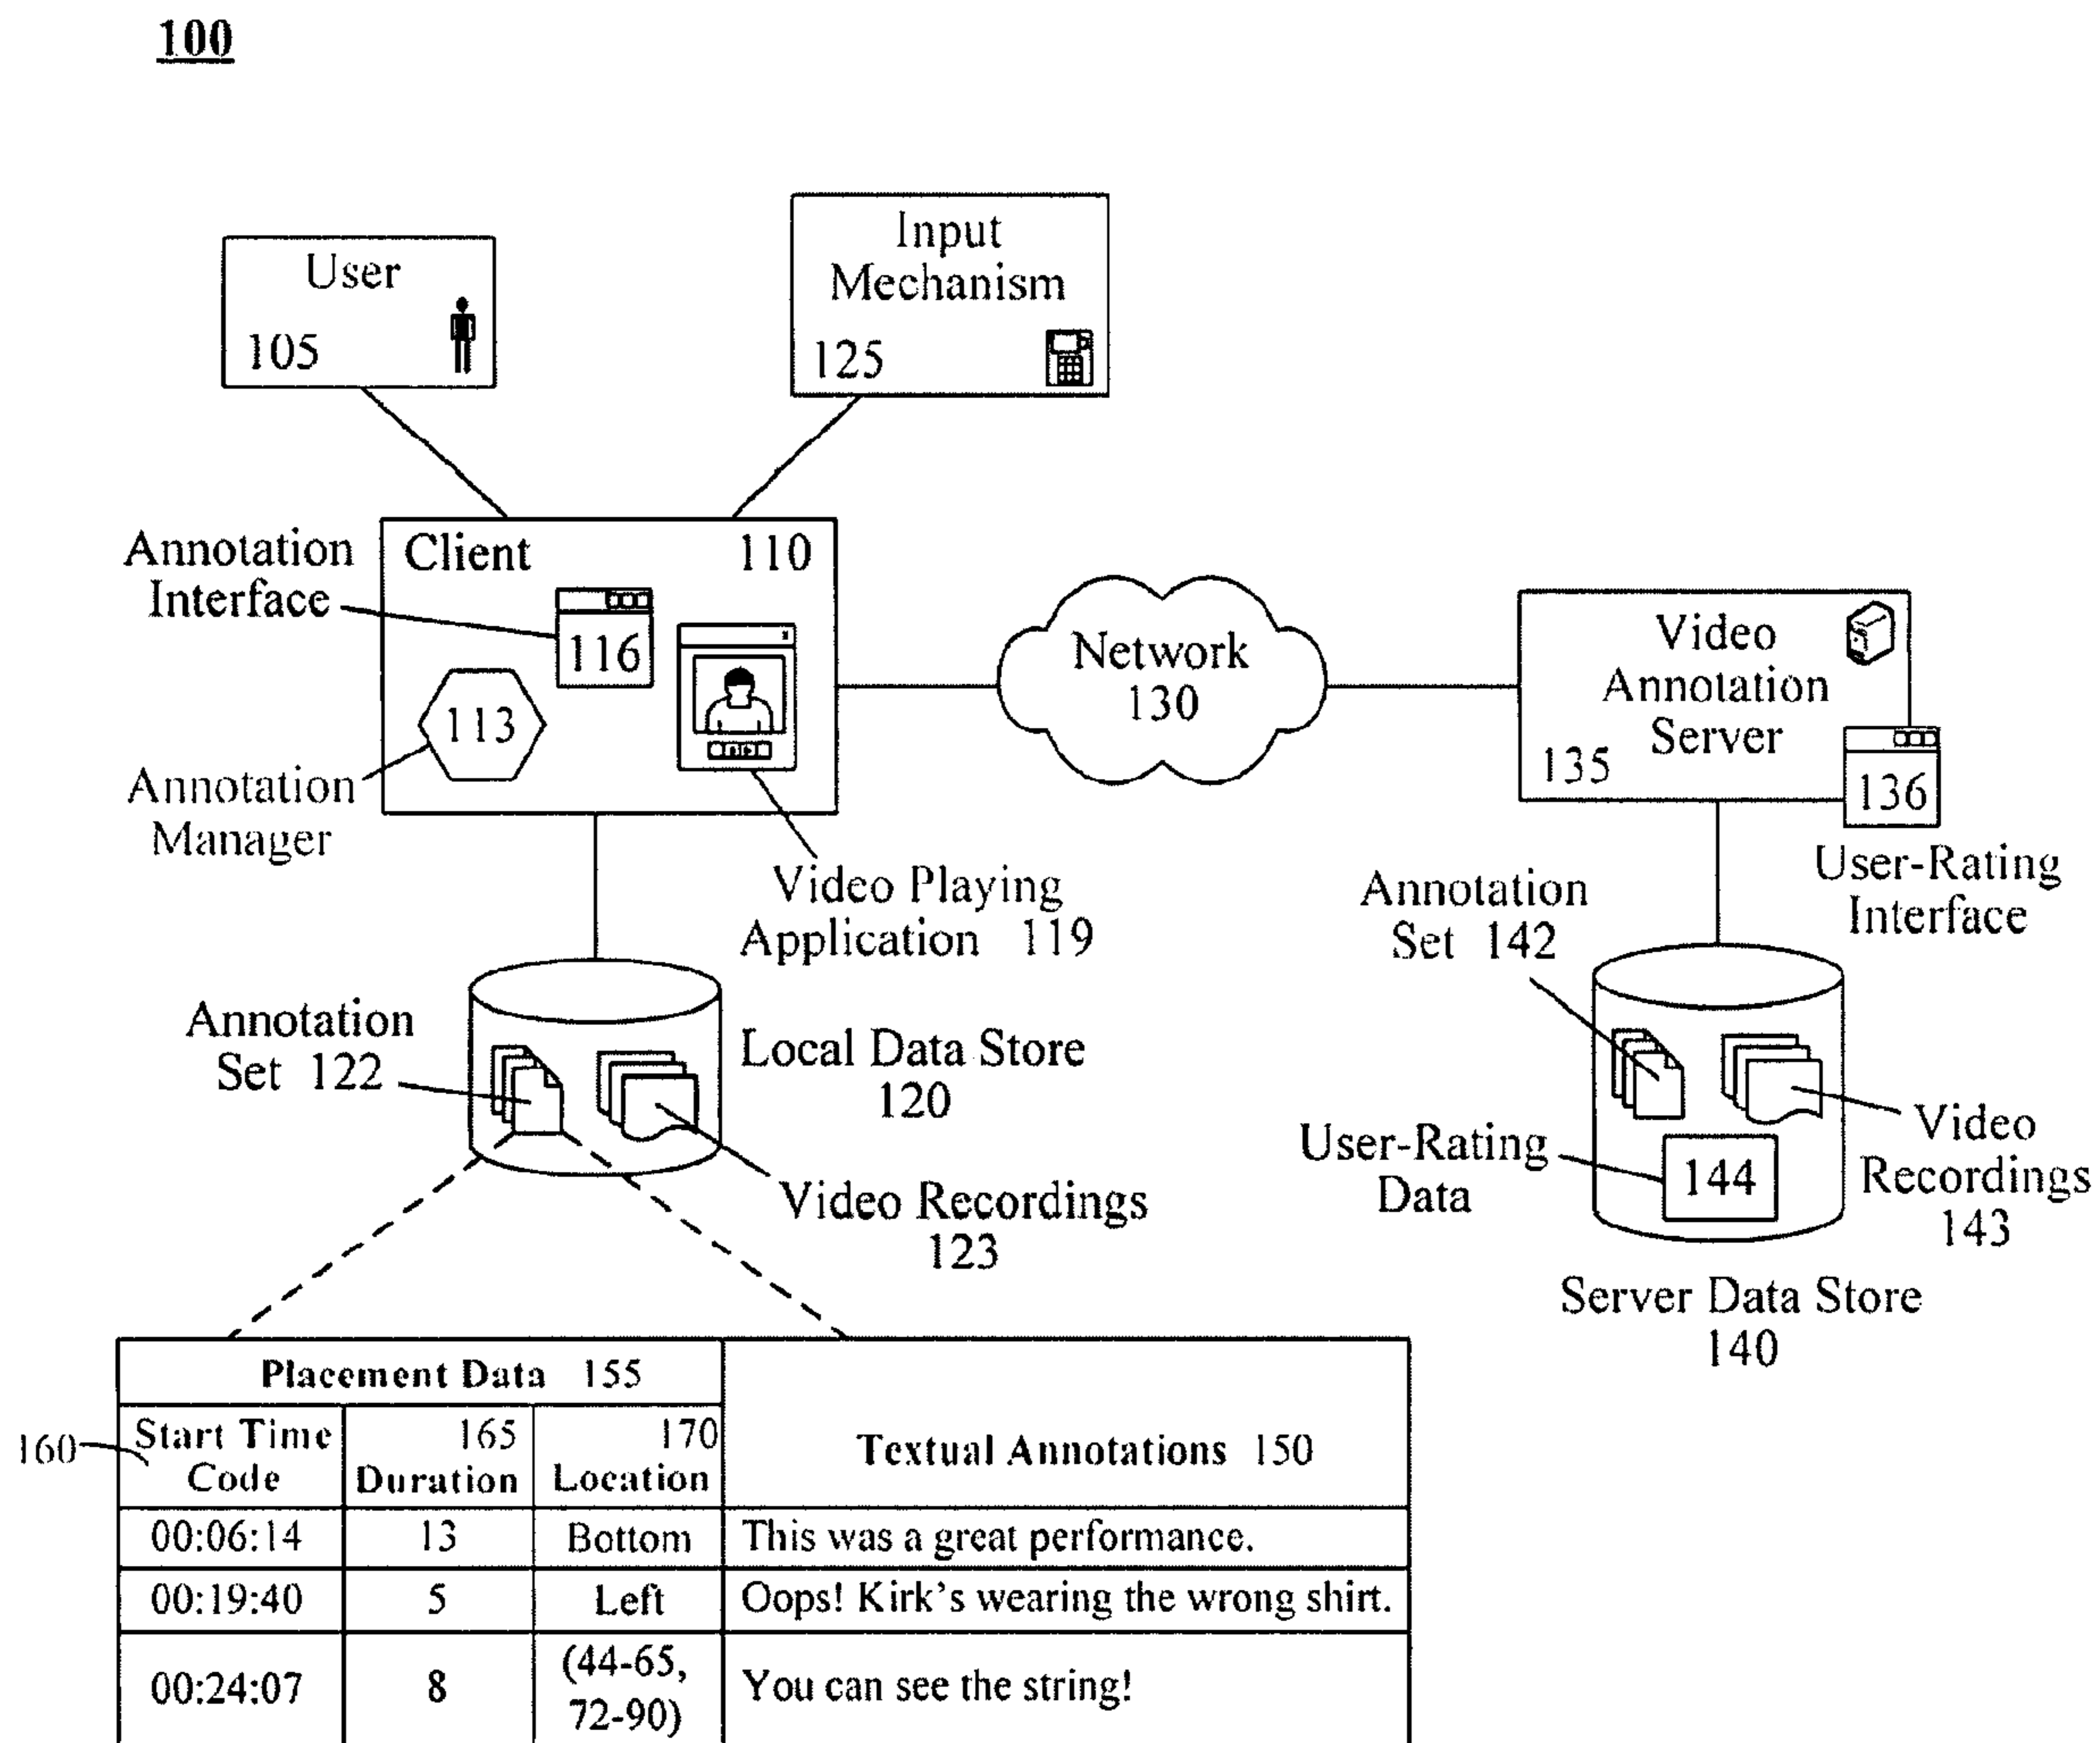 100
User
105
Input
Mechanism
125
Annotation
Interface
Client 110
116
113
Annotation
Manager
Video Playing
Application 119
Network
130
Video
Annotation
Server
135
136
User-Rating
Interface
Annotation
Set 122
Local Data Store
120
Video Recordings
123
Annotation
Set 142
User-Rating
Data
144
Video
Recordings
143
Server Data Store
140
Placement Data 155
160
Start Time
Code
165
Duration
170
Location
Textual Annotations 150
00:06:14 13 Bottom This was a great performance.
00:19:40 5 Left Oops! Kirk's wearing the wrong shirt.
00:24:07 8 (44-65,
72-90) You can see the string!